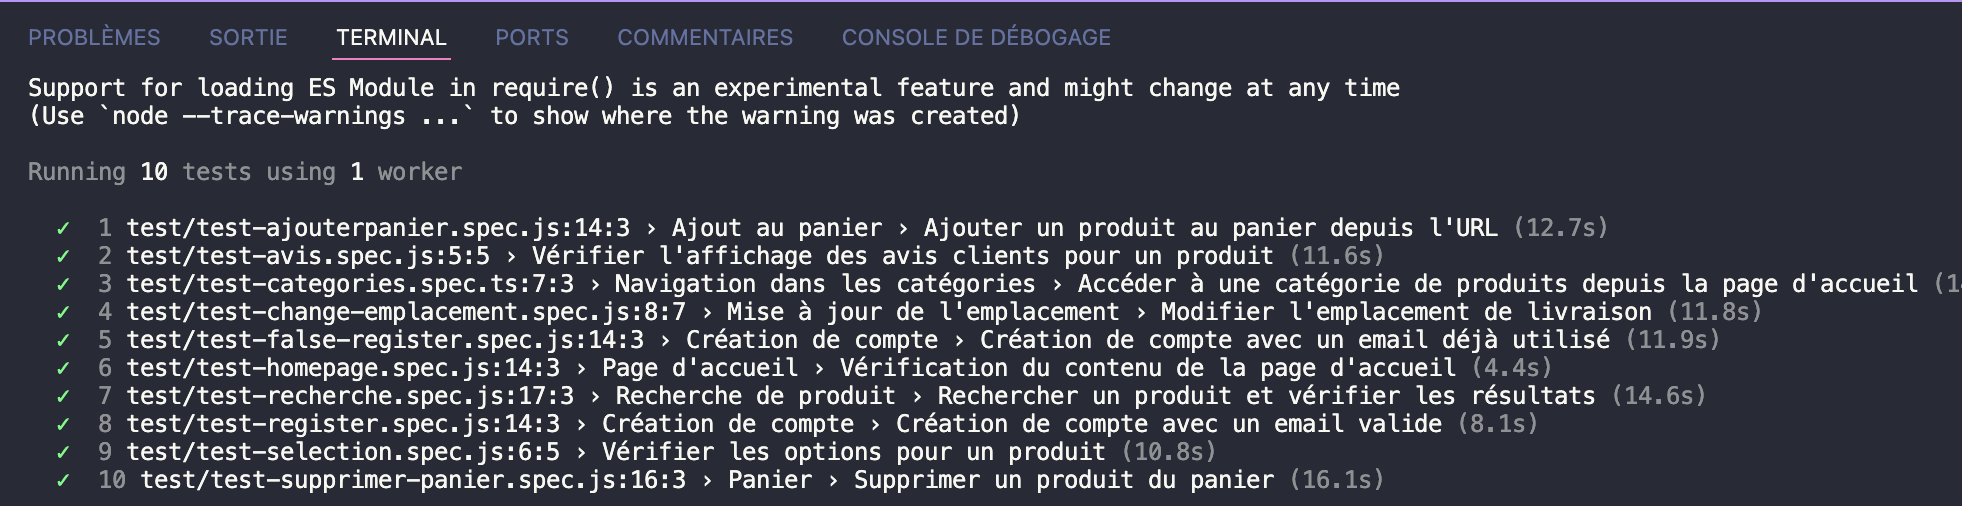 PROBLÈMES SORTIE TERMINAL PORTS COMMENTAIRES CONSOLE DE DÉBOGAGE
Support for loading ES Module in require() is an experimental feature and might change at any time
(Use `node --trace-warnings ...` to show where the warning was created)
Running 10 tests using 1 worker
✓ 1 test/test-ajouterpanier.spec.js:14:3 › Ajout au panier › Ajouter un produit au panier depuis l'URL (12.7s)
✓ 2 test/test-avis.spec.js:5:5 › Vérifier l'affichage des avis clients pour un produit (11.6s)
✓ 3 test/test-categories.spec.ts:7:3 › Navigation dans les catégories › Accéder à une catégorie de produits depuis la page d'accueil
✓ 4 test/test-change-emplacement.spec.js:8:7 › Mise à jour de l'emplacement › Modifier l'emplacement de livraison (11.8s)
✓ 5 test/test-false-register.spec.js:14:3 › Création de compte › Création de compte avec un email déjà utilisé (11.9s)
✓ 6 test/test-homepage.spec.js:14:3 › Page d'accueil › Vérification du contenu de la page d'accueil (4.4s)
✓ 7 test/test-recherche.spec.js:17:3 › Recherche de produit › Rechercher un produit et vérifier les résultats (14.6s)
✓ 8 test/test-register.spec.js:14:3 › Création de compte › Création de compte avec un email valide (8.1s)
✓ 9 test/test-selection.spec.js:6:5 › Vérifier les options pour un produit (10.8s)
✓ 10 test/test-supprimer-panier.spec.js:16:3 › Panier › Supprimer un produit du panier (16.1s)